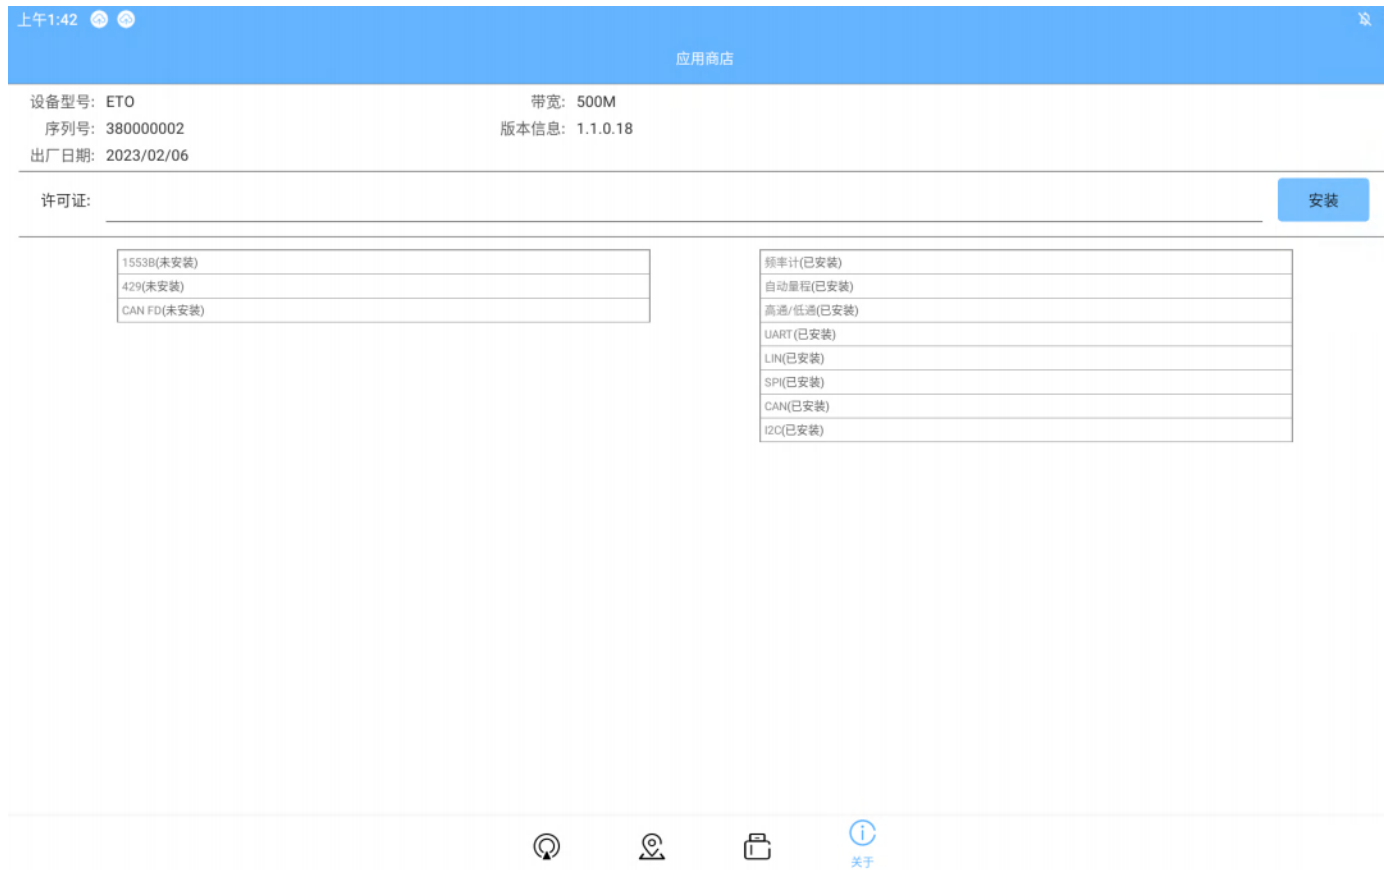 上午1:42
应用商店
设备型号: ETO 带宽: 500M
序列号: 380000002 版本信息: 1.1.0.18
出厂日期: 2023/02/06
许可证: 安装
1553B(未安装)
429(未安装)
CAN FD(未安装)
频率计(已安装)
自动量程(已安装)
高通/低通(已安装)
UART(已安装)
LIN(已安装)
SPI(已安装)
CAN(已安装)
I2C(已安装)
关于